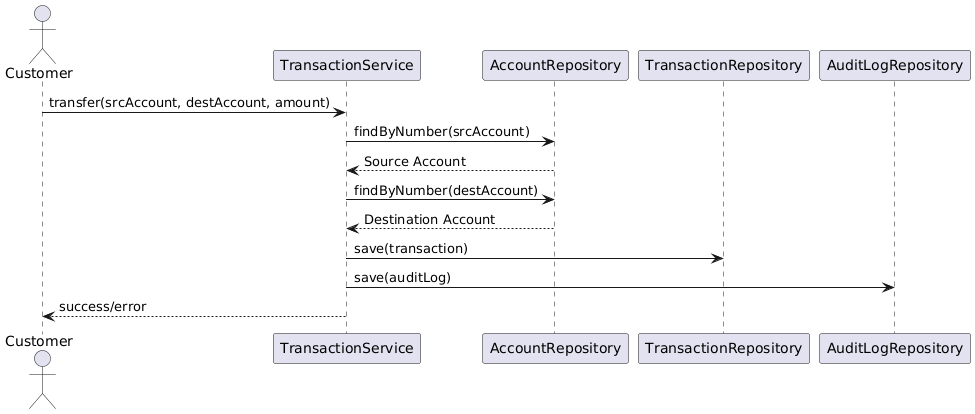 Customer
TransactionService
AccountRepository
TransactionRepository
AuditLogRepository
transfer(srcAccount, destAccount, amount)
findByNumber(srcAccount)
Source Account
findByNumber(destAccount)
Destination Account
save(transaction)
save(auditLog)
success/error
Customer
TransactionService
AccountRepository
TransactionRepository
AuditLogRepository